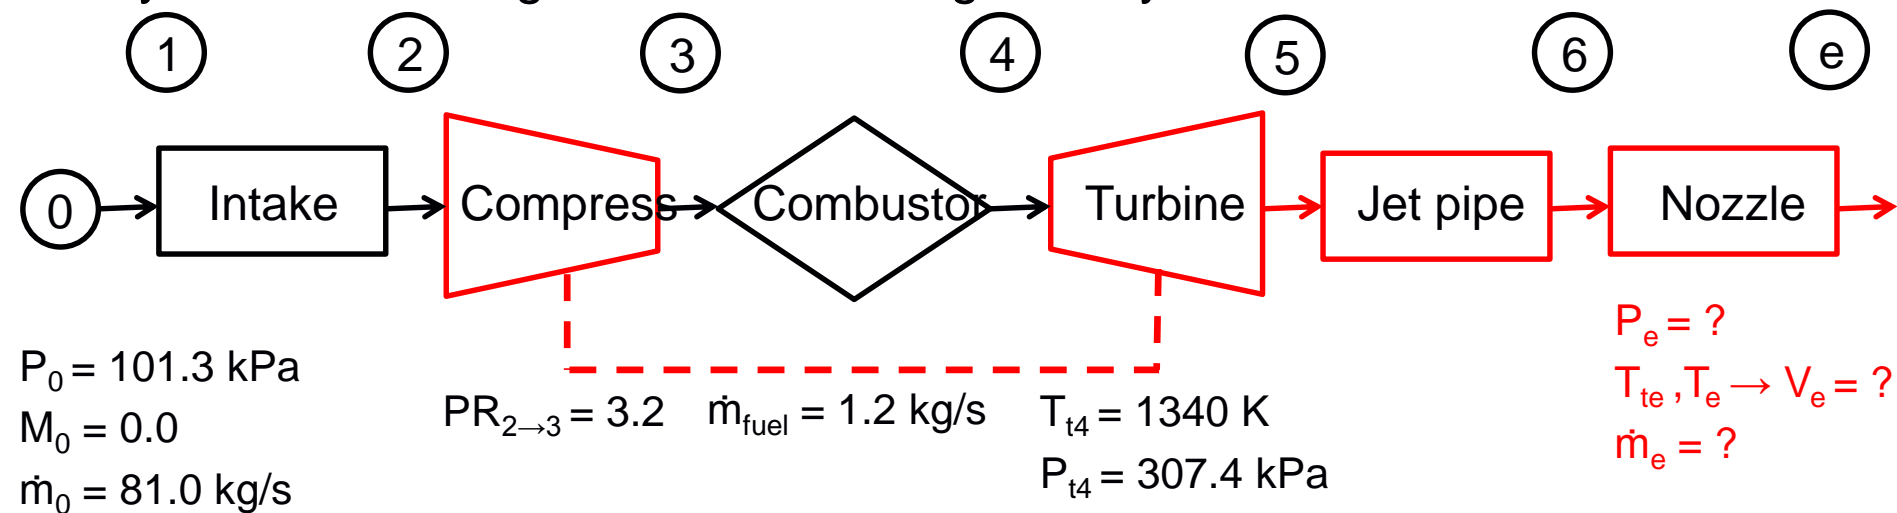 1 2 3 4 5 6 e
0 Intake Compress Combustor Turbine Jet pipe Nozzle
P₀ = 101.3 kPa
M₀ = 0.0
ṁ₀ = 81.0 kg/s
PR₂→₃ = 3.2
ṁfuel = 1.2 kg/s
Tt4 = 1340 K
Pt4 = 307.4 kPa
Pe = ?
Tte ,Te → Ve = ?
ṁe = ?